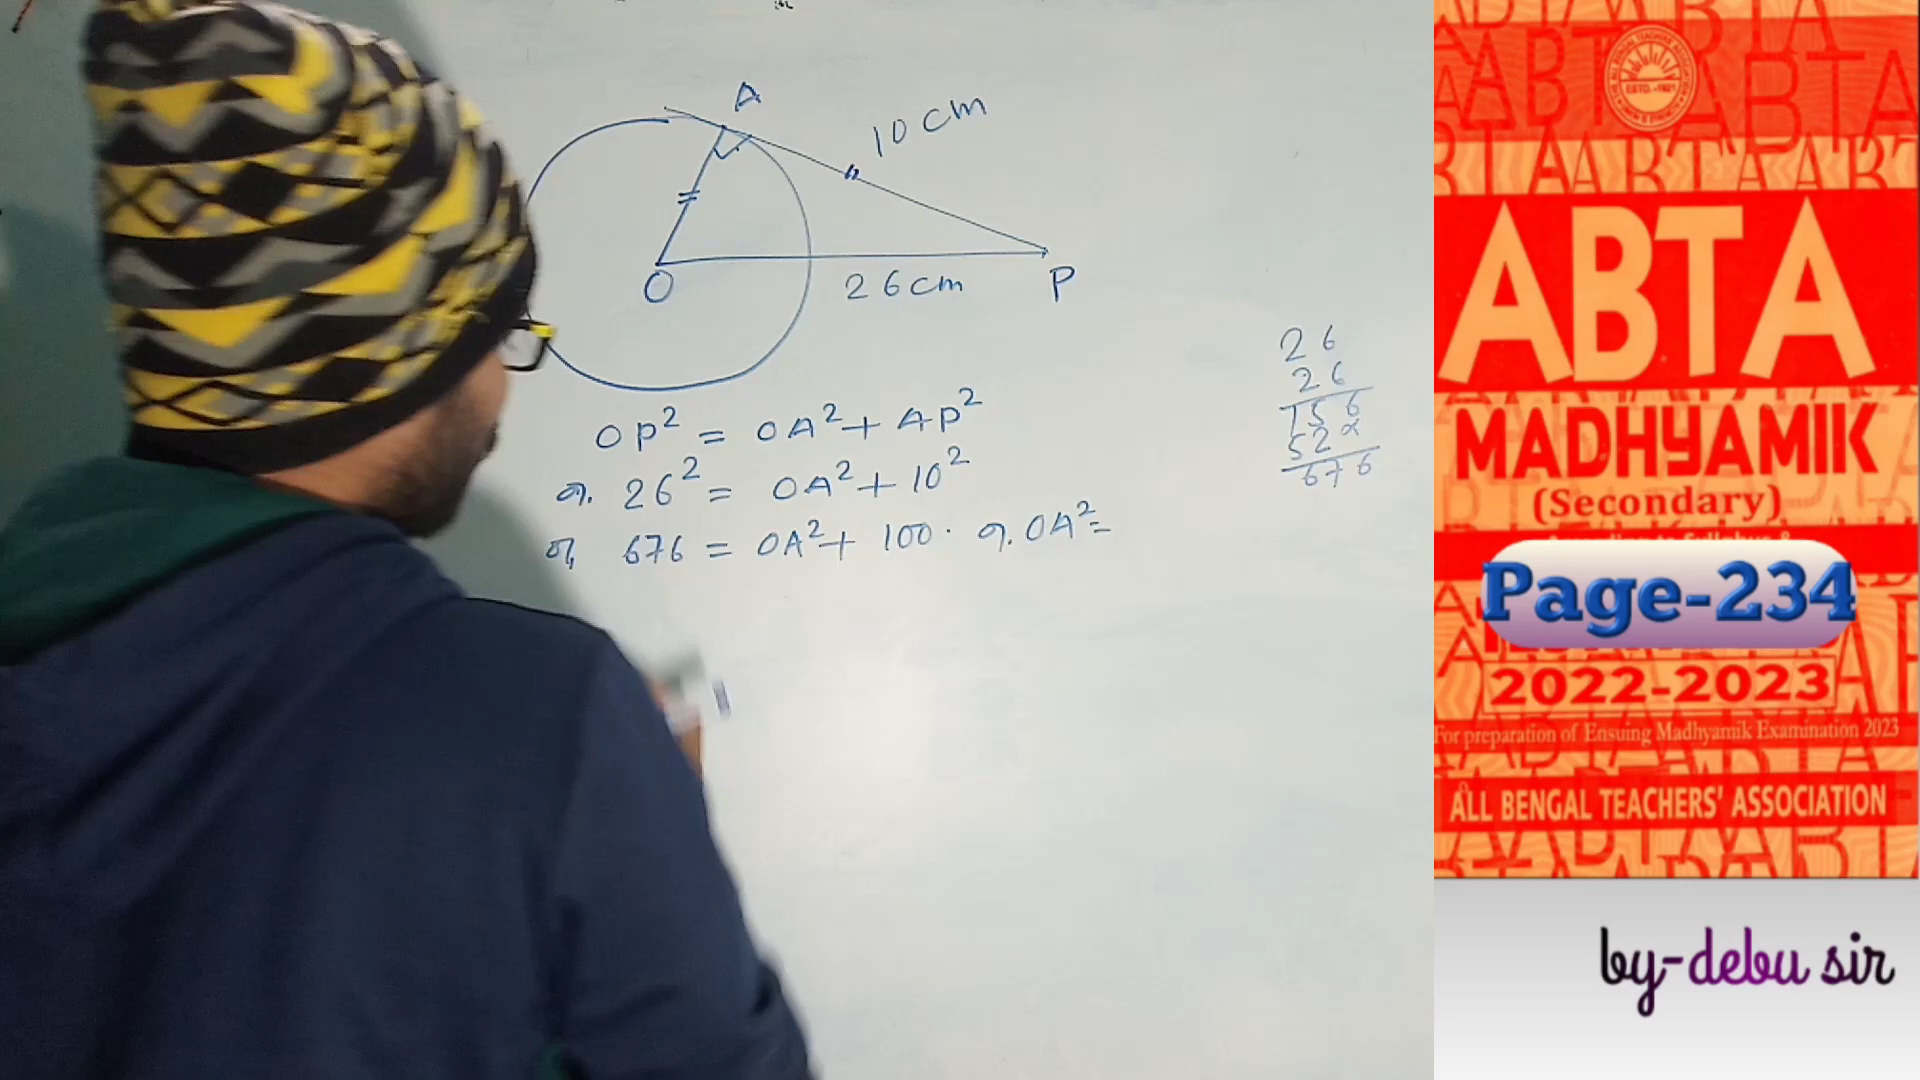 A
10 cm
O
26 cm
P
OP² = OA² + AP²
বা. 26² = OA² + 10²
বা, 676 = OA² + 100 . বা. OA² =
26
26
156
52×
676
ESTD.-1921
ABTA
MADHYAMIK
(Secondary)
Page-234
2022-2023
For preparation of Ensuing Madhyamik Examination 2023
ALL BENGAL TEACHERS' ASSOCIATION
by-debu sir